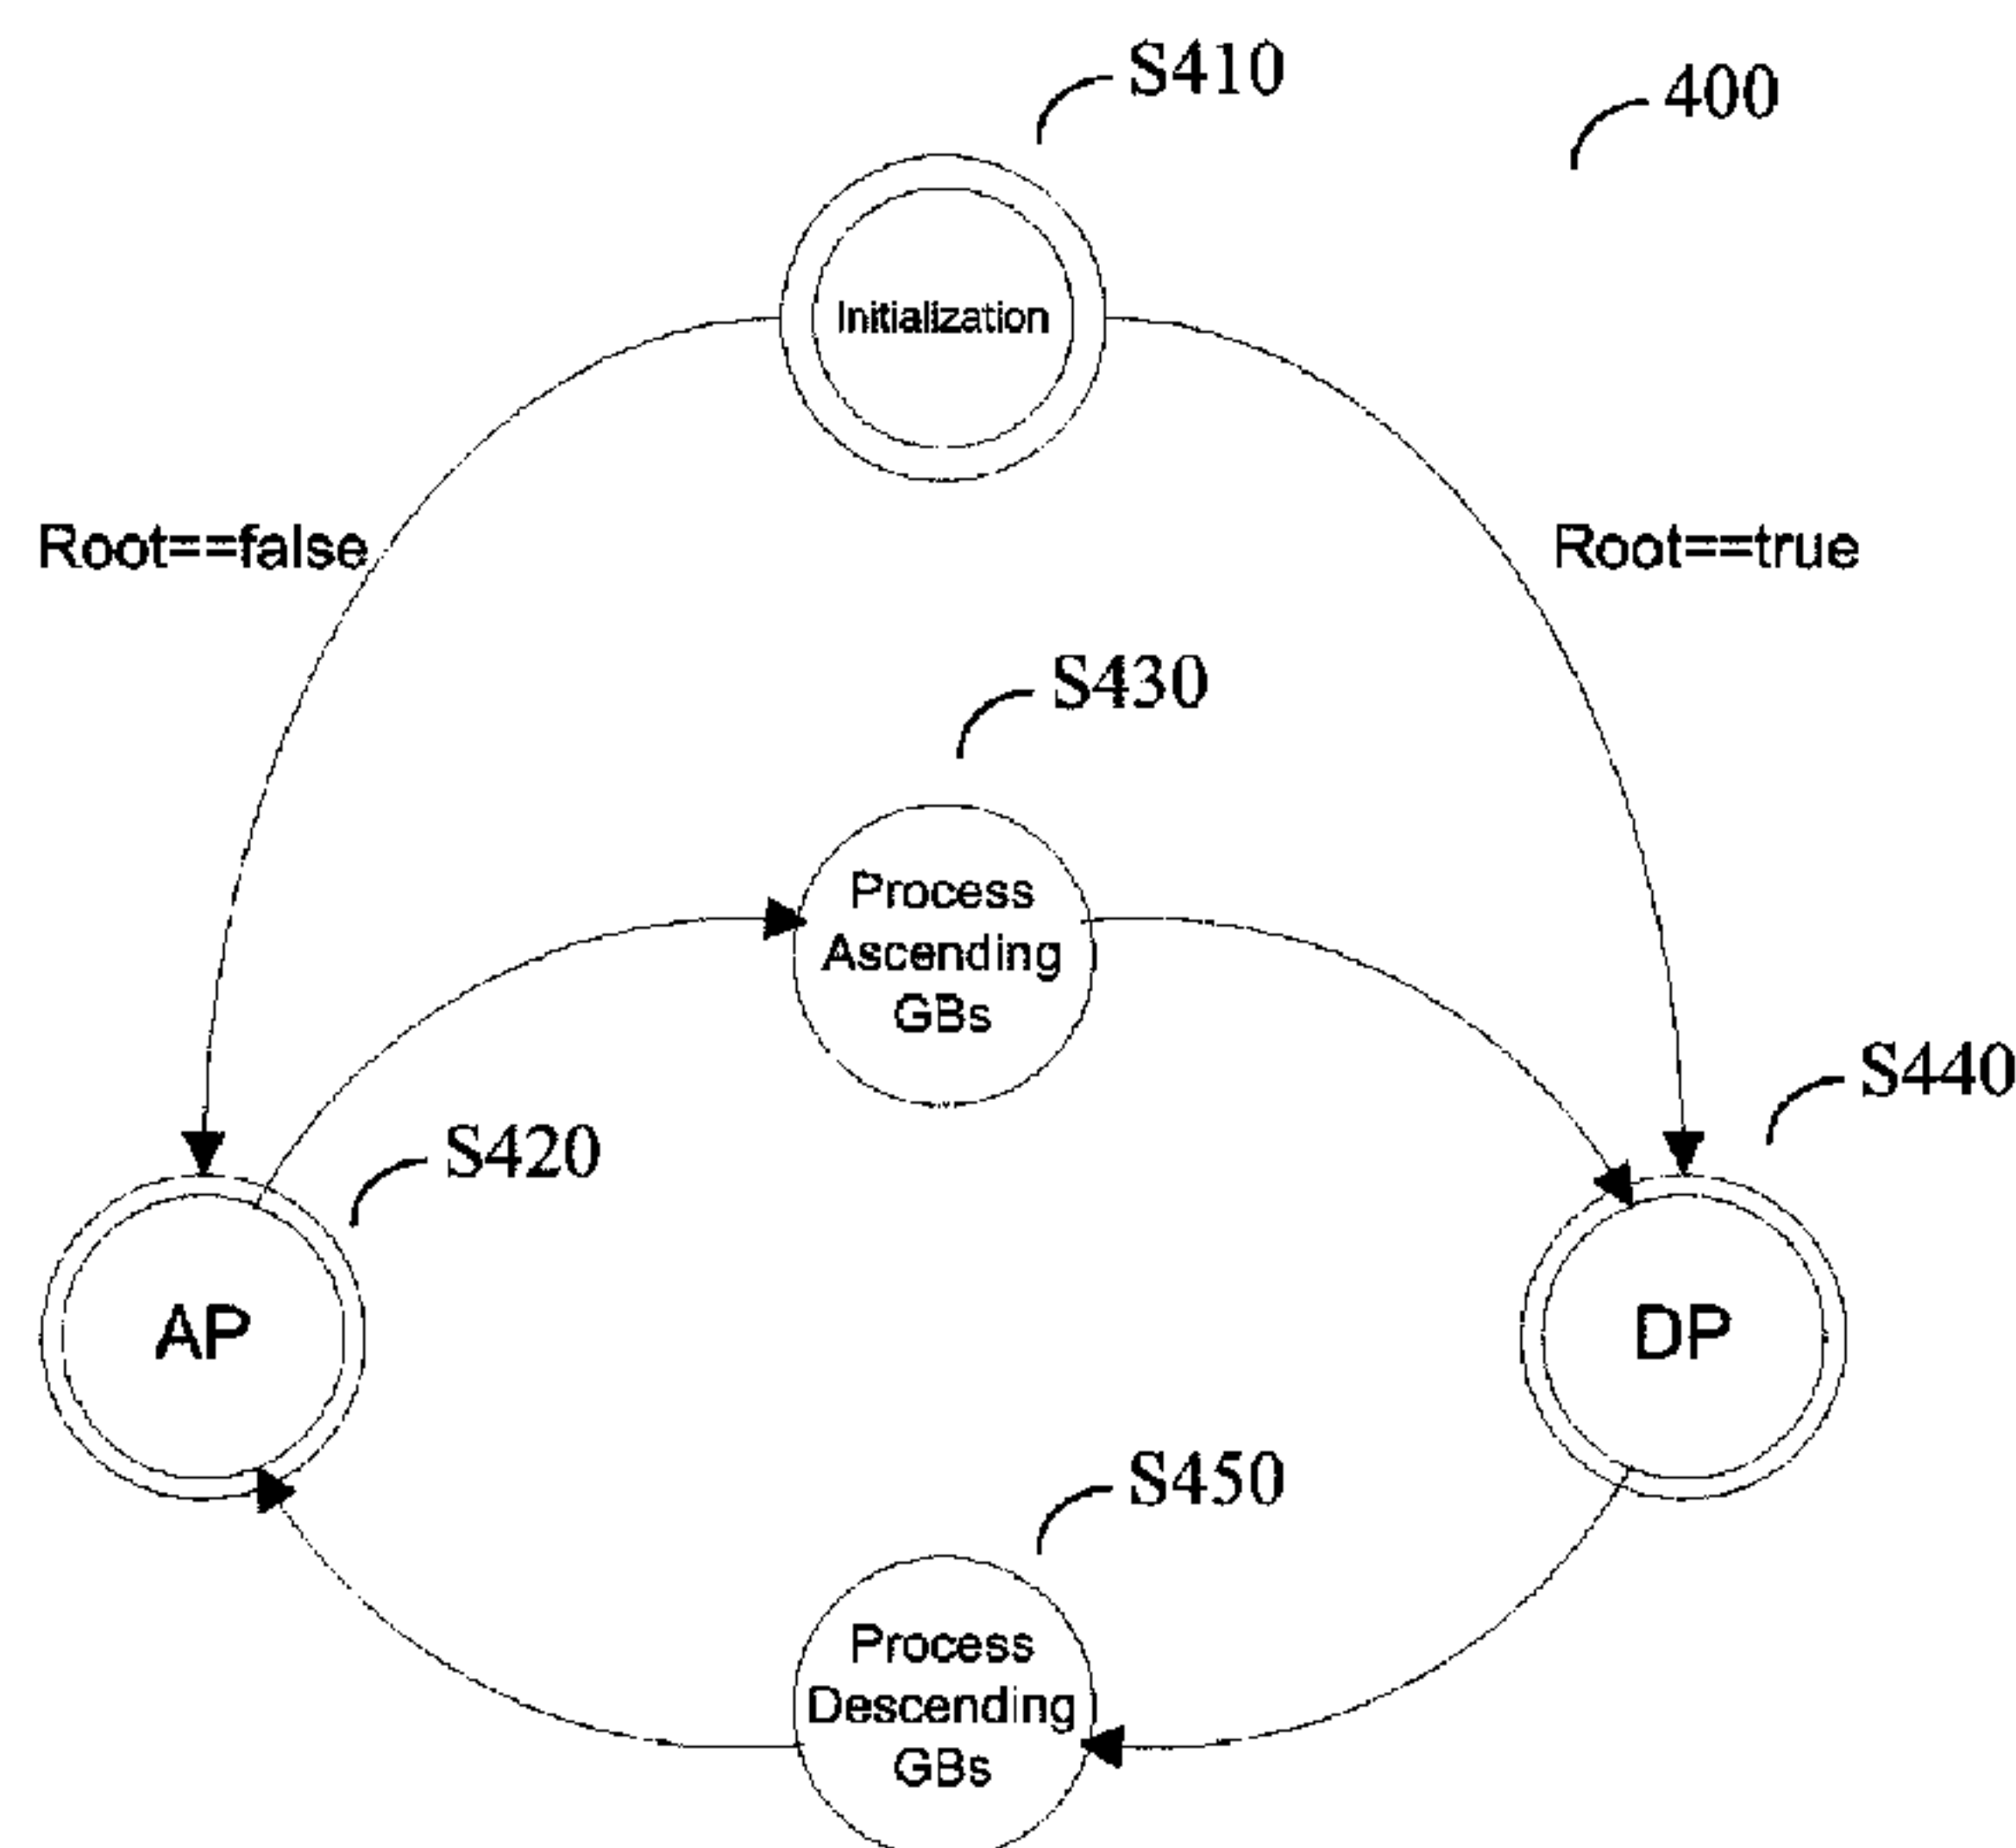 S410
400
Initialization
Root==false
Root==true
S430
Process
Ascending
GBs
S440
S420
AP
DP
S450
Process
Descending
GBs